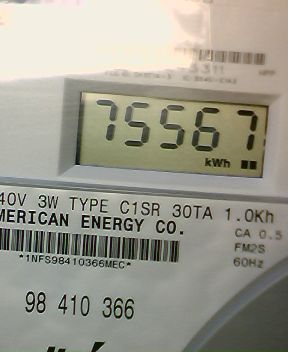 75567
kWh
40V 3W TYPE C1SR 30TA 1.0Kh
MERICAN ENERGY CO.
CA 0.5
FM2S
60Hz
*1NFS98410366MEC*
98 410 366